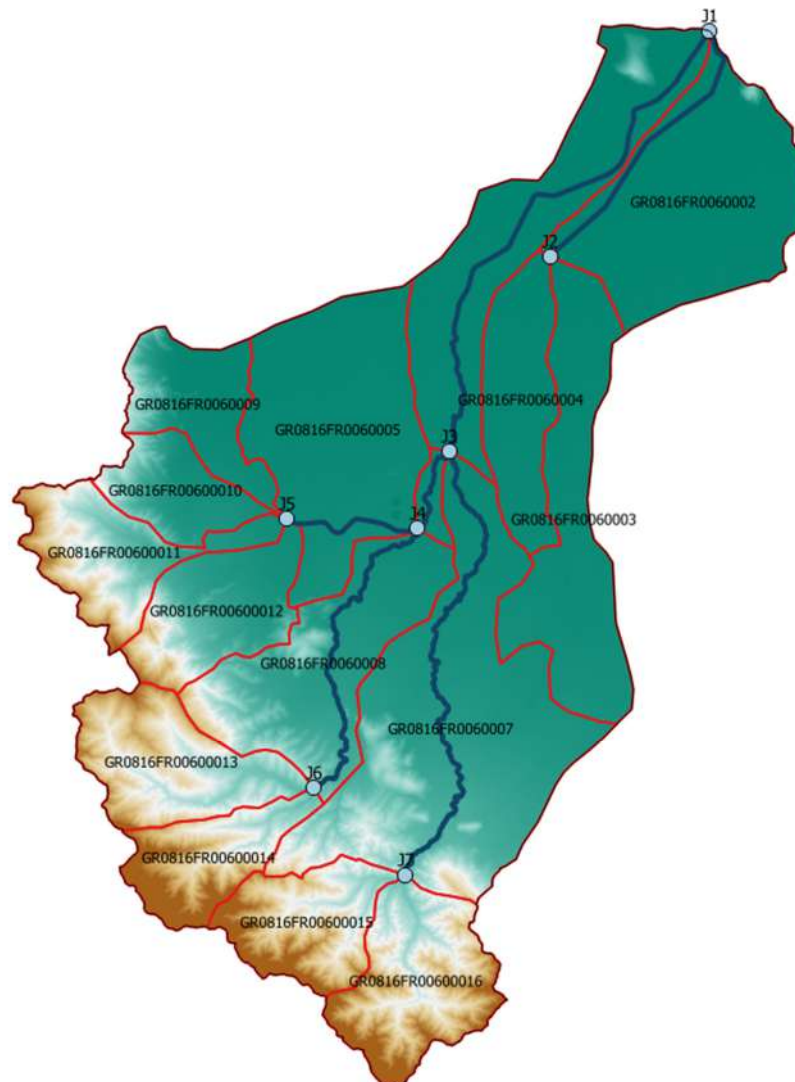 J1
GR0816FR0060002
J2
GR0816FR0060009
GR0816FR0060004
GR0816FR0060005
J3
GR0816FR00600010
J5
J4
GR0816FR0060003
GR0816FR00600011
GR0816FR00600012
GR0816FR0060008
GR0816FR0060007
GR0816FR00600013
J6
GR0816FR00600014
J7
GR0816FR00600015
GR0816FR00600016